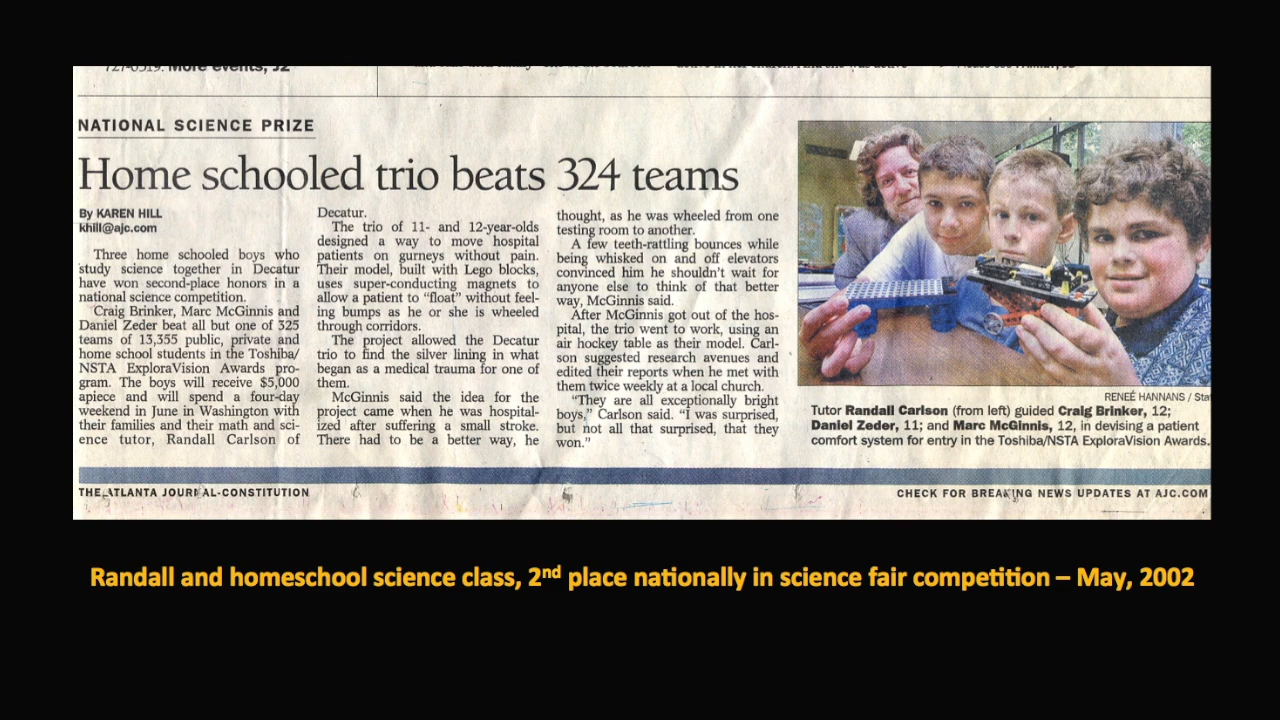 More events, J2
NATIONAL SCIENCE PRIZE
Home schooled trio beats 324 teams
By KAREN HILL
khill@ajc.com
Three home schooled boys who
study science together in Decatur
have won second-place honors in a
national science competition.
Craig Brinker, Marc McGinnis and
Daniel Zeder beat all but one of 325
teams of 13,355 public, private and
home school students in the Toshiba/
NSTA ExploraVision Awards pro-
gram. The boys will receive $5,000
apiece and will spend a four-day
weekend in June in Washington with
their families and their math and sci-
ence tutor, Randall Carlson of
Decatur.
The trio of 11- and 12-year-olds
designed a way to move hospital
patients on gurneys without pain.
Their model, built with Lego blocks,
uses super-conducting magnets to
allow a patient to “float” without feel-
ing bumps as he or she is wheeled
through corridors.
The project allowed the Decatur
trio to find the silver lining in what
began as a medical trauma for one of
them.
McGinnis said the idea for the
project came when he was hospital-
ized after suffering a small stroke.
There had to be a better way, he
thought, as he was wheeled from one
testing room to another.
A few teeth-rattling bounces while
being whisked on and off elevators
convinced him he shouldn’t wait for
anyone else to think of that better
way, McGinnis said.
After McGinnis got out of the hos-
pital, the trio went to work, using an
air hockey table as their model. Carl-
son suggested research avenues and
edited their reports when he met with
them twice weekly at a local church.
“They are all exceptionally bright
boys,” Carlson said. “I was surprised,
but not all that surprised, that they
won.”
RENEÉ HANNANS / Sta
Tutor Randall Carlson (from left) guided Craig Brinker, 12;
Daniel Zeder, 11; and Marc McGinnis, 12, in devising a patient
comfort system for entry in the Toshiba/NSTA ExploraVision Awards.
THE ATLANTA JOURNAL-CONSTITUTION
CHECK FOR BREAKING NEWS UPDATES AT AJC.COM
Randall and homeschool science class, 2nd place nationally in science fair competition – May, 2002